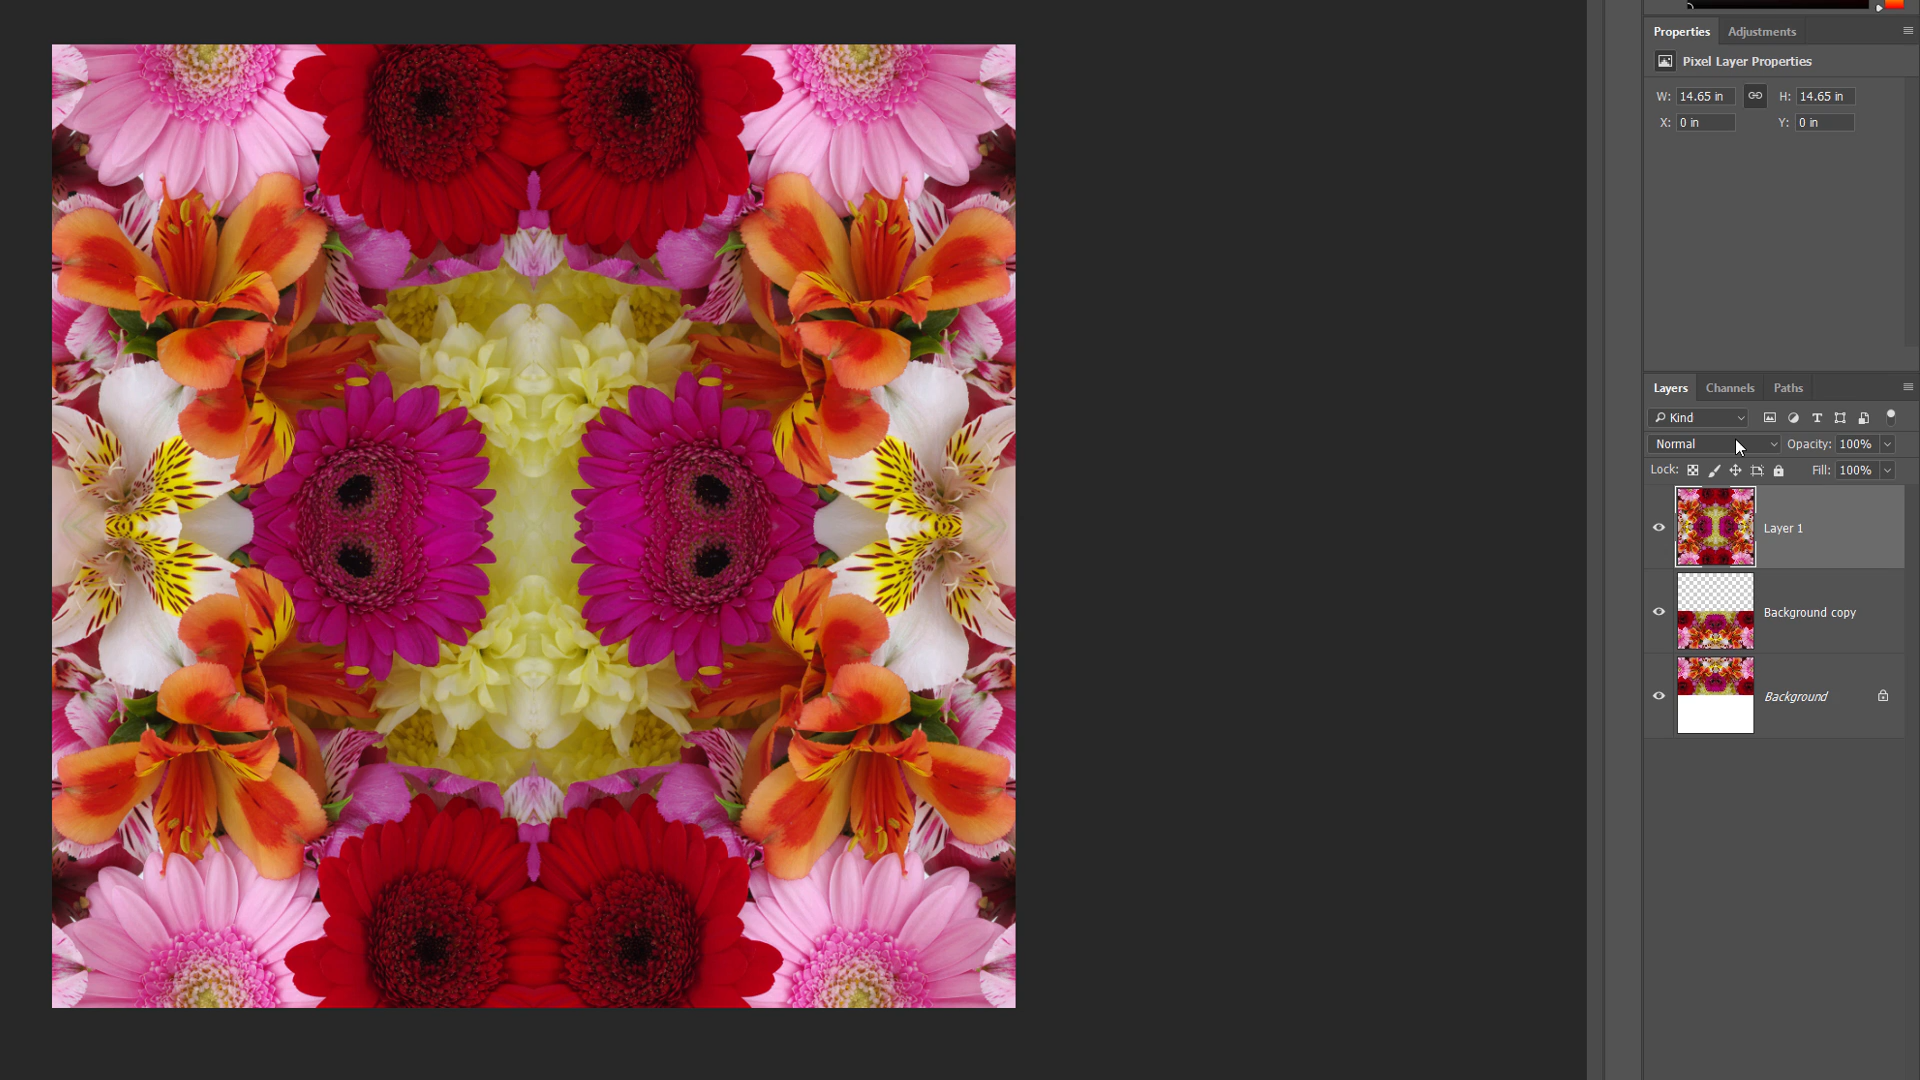 Properties Adjustments
Pixel Layer Properties
W: 14.65 in H: 14.65 in
X: 0 in Y: 0 in
Layers Channels Paths
Kind
Normal Opacity: 100%
Lock: Fill: 100%
Layer 1
Background copy
Background